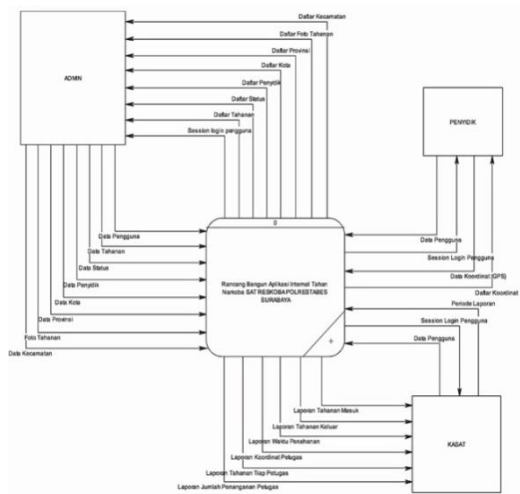 Daftar Kecamatan
Daftar Foto Tahanan
Daftar Provinsi
Daftar Kota
Daftar Penyidik
Daftar Status
Daftar Tahanan
Session login pengguna
ADMIN
PENYIDIK
0
Rancang Bangun Aplikasi Internal Tahan
Narkoba SAT RESKOBA POLRESTABES
SURABAYA
+
Data Pengguna
Data Tahanan
Data Status
Data Penyidik
Data Kota
Data Provinsi
Foto Tahanan
Data Kecamatan
Data Pengguna
Session Login Pengguna
Data Koordinat (GPS)
Daftar Koordinat
Periode Laporan
Session Login Pengguna
Data Pengguna
Laporan Tahanan Masuk
Laporan Tahanan Keluar
Laporan Waktu Penahanan
Laporan Koordinat Petugas
Laporan Tahanan Tiap Petugas
Laporan Jumlah Penanganan Petugas
KASAT